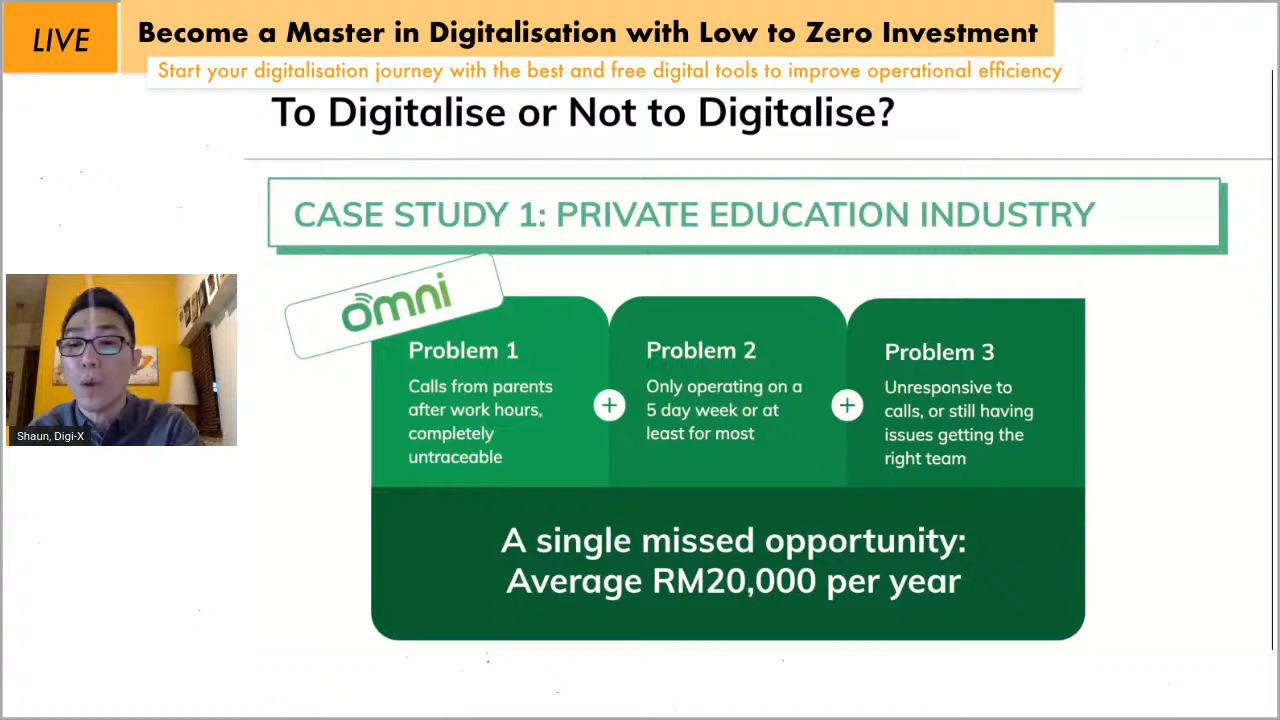 LIVE
Become a Master in Digitalisation with Low to Zero Investment
Start your digitalisation journey with the best and free digital tools to improve operational efficiency
To Digitalise or Not to Digitalise?
CASE STUDY 1: PRIVATE EDUCATION INDUSTRY
omni
Problem 1
Calls from parents
after work hours,
completely
untraceable
+
Problem 2
Only operating on a
5 day week or at
least for most
+
Problem 3
Unresponsive to
calls, or still having
issues getting the
right team
A single missed opportunity:
Average RM20,000 per year
Shaun, Digi-X